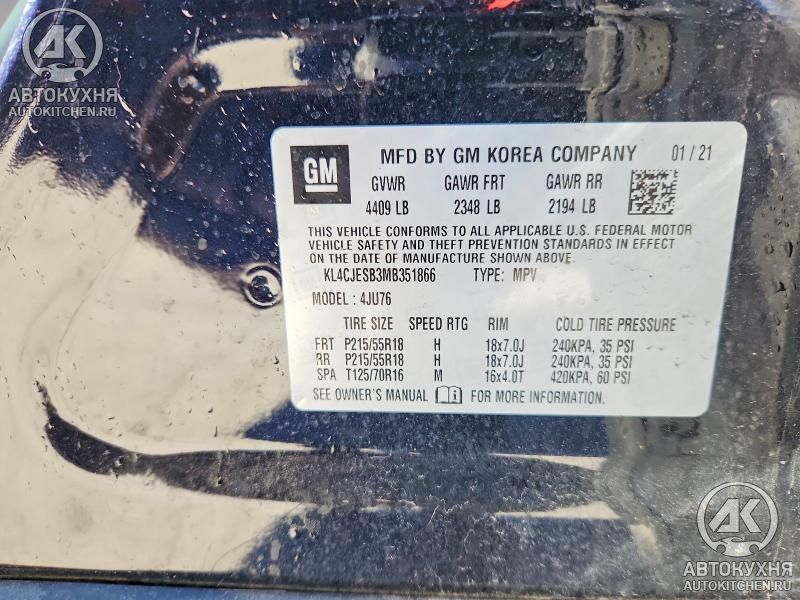 AK
АВТОКУХНЯ
AUTOKITCHEN.RU
GM
MFD BY GM KOREA COMPANY 01 / 21
GVWR GAWR FRT GAWR RR
4409 LB 2348 LB 2194 LB
THIS VEHICLE CONFORMS TO ALL APPLICABLE U.S. FEDERAL MOTOR
VEHICLE SAFETY AND THEFT PREVENTION STANDARDS IN EFFECT
ON THE DATE OF MANUFACTURE SHOWN ABOVE.
KL4CJESB3MB351866 TYPE: MPV
MODEL : 4JU76
TIRE SIZE SPEED RTG RIM COLD TIRE PRESSURE
FRT P215/55R18 H 18x7.0J 240KPA, 35 PSI
RR P215/55R18 H 18x7.0J 240KPA, 35 PSI
SPA T125/70R16 M 16x4.0T 420KPA, 60 PSI
SEE OWNER'S MANUAL FOR MORE INFORMATION.
AK
АВТОКУХНЯ
AUTOKITCHEN.RU